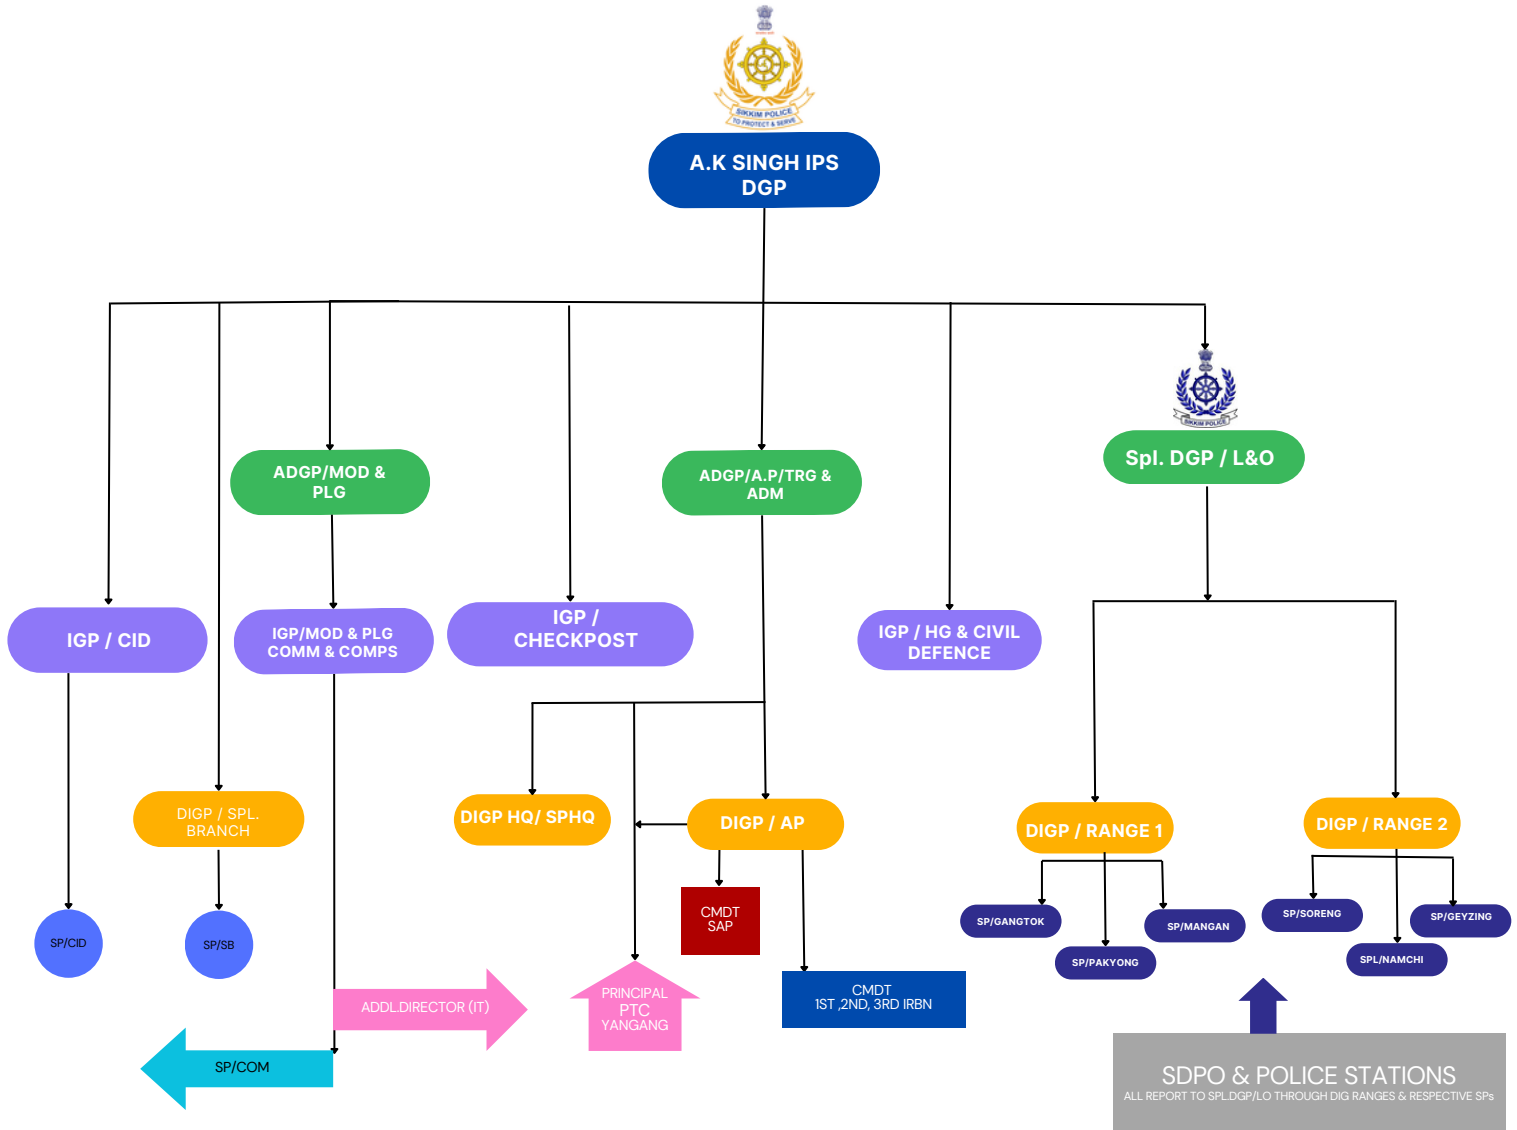 SIKKIM POLICE
TO PROTECT & SERVE
A.K SINGH IPS
DGP
SIKKIM POLICE
Spl. DGP / L&O
ADGP/MOD &
PLG
ADGP/A.P/TRG &
ADM
IGP / CID
IGP/MOD & PLG
COMM & COMPS
IGP /
CHECKPOST
IGP / HG & CIVIL
DEFENCE
DIGP / SPL.
BRANCH
DIGP HQ/ SPHQ
DIGP / AP
DIGP / RANGE 1
DIGP / RANGE 2
SP/CID
SP/SB
CMDT
SAP
SP/GANGTOK
SP/PAKYONG
SP/MANGAN
SP/SORENG
SPL/NAMCHI
SP/GEYZING
ADDL.DIRECTOR (IT)
PRINCIPAL
PTC
YANGANG
CMDT
1ST ,2ND, 3RD IRBN
SP/COM
SDPO & POLICE STATIONS
ALL REPORT TO SPL.DGP/LO THROUGH DIG RANGES & RESPECTIVE SPs